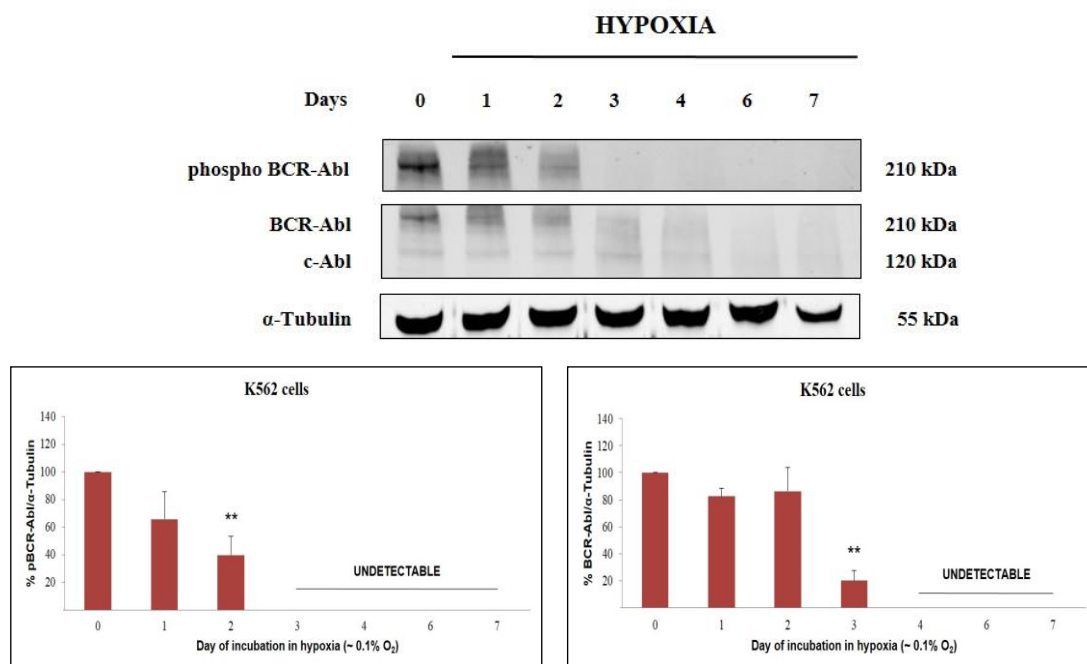 HYPOXIA
Days 0 1 2 3 4 6 7
phospho BCR-Abl 210 kDa
BCR-Abl 210 kDa
c-Abl 120 kDa
α-Tubulin 55 kDa
K562 cells
% pBCR-Abl/α-Tubulin
140
120
100
80
60
40
20
**
UNDETECTABLE
0 1 2 3 4 6 7
Day of incubation in hypoxia (~ 0.1% O₂)
K562 cells
% BCR-Abl/α-Tubulin
140
120
100
80
60
40
20
**
UNDETECTABLE
0 1 2 3 4 6 7
Day of incubation in hypoxia (~ 0.1% O₂)